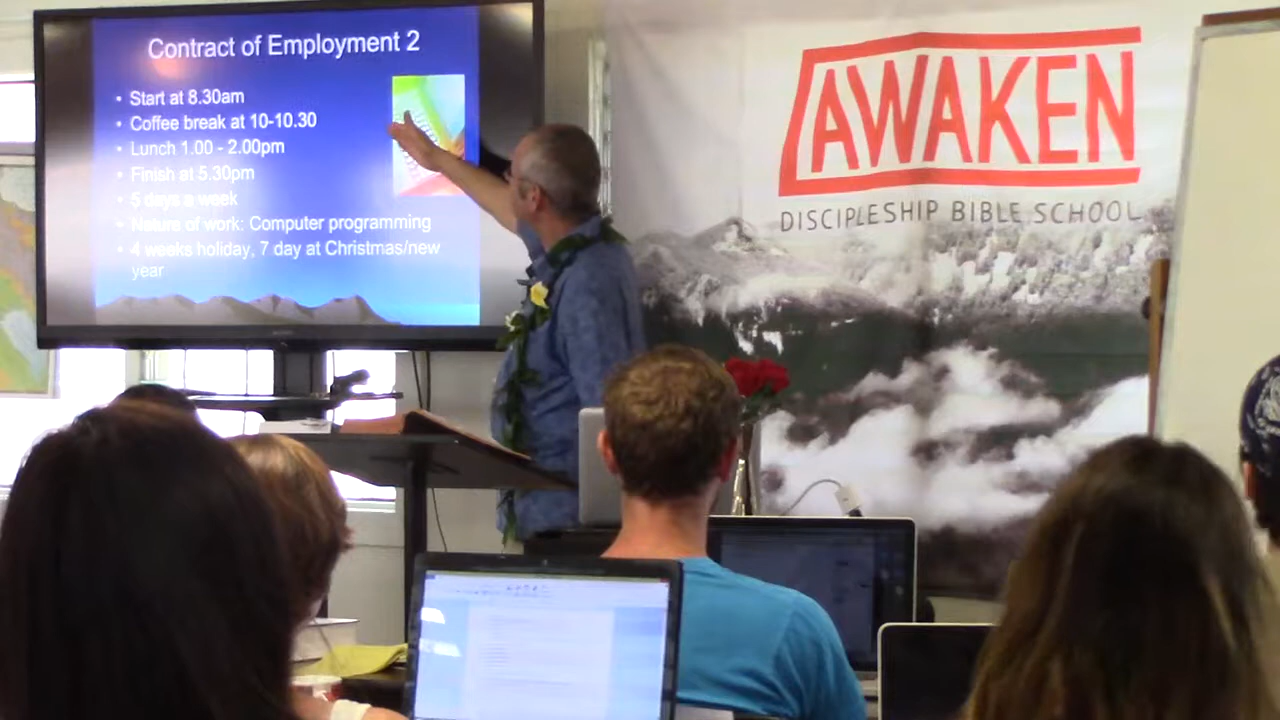 Contract of Employment 2
• Start at 8.30am
• Coffee break at 10-10.30
• Lunch 1.00 - 2.00pm
• Finish at 5.30pm
• 5 days a week
• Nature of work: Computer programming
• 4 weeks holiday, 7 day at Christmas/new
year
AWAKEN
DISCIPLESHIP BIBLE SCHOOL